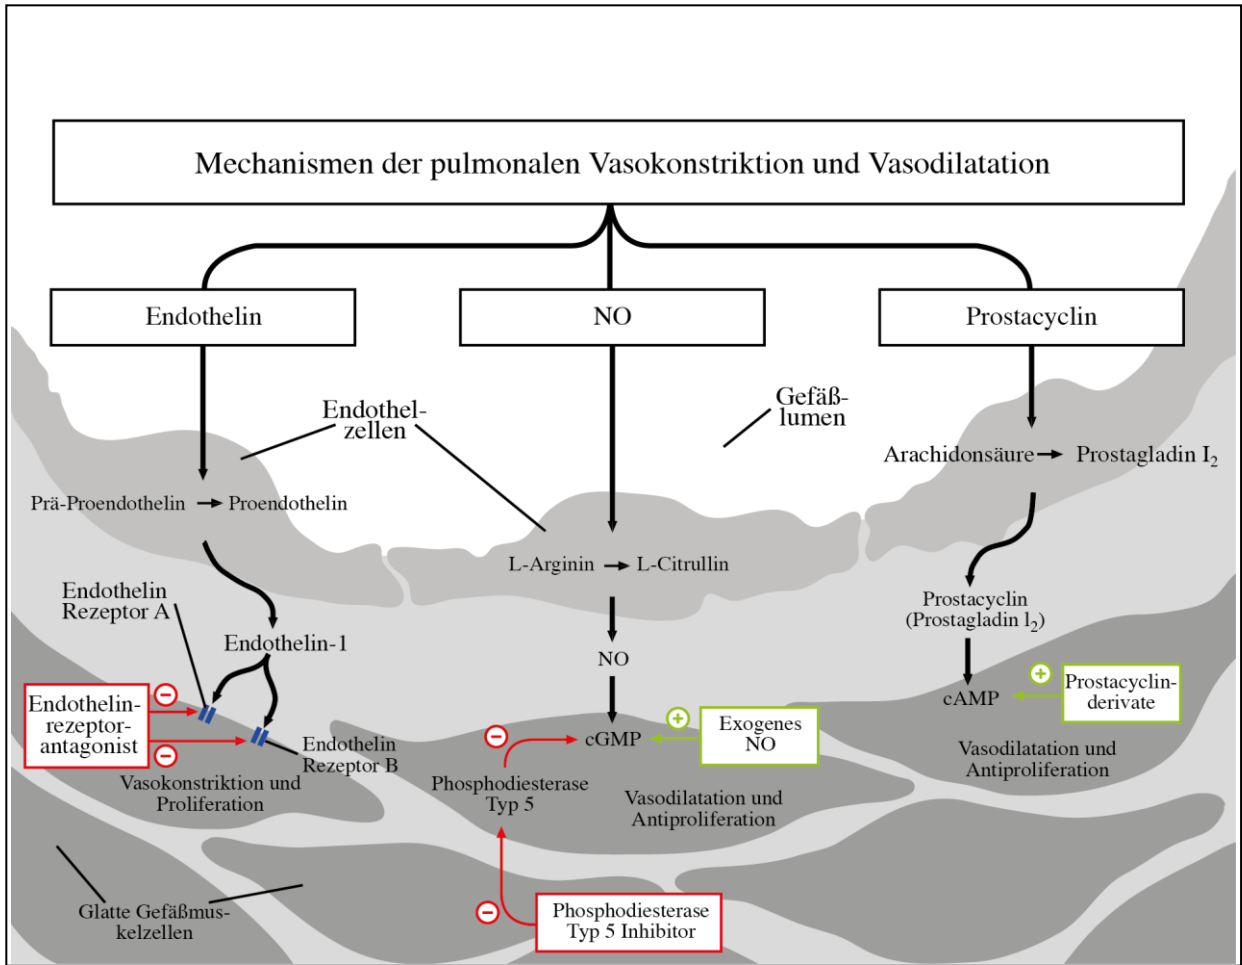 Mechanismen der pulmonalen Vasokonstriktion und Vasodilatation
Endothelin
NO
Prostacyclin
Endothel-
zellen
Gefäß-
lumen
Prä-Proendothelin
Proendothelin
L-Arginin
L-Citrullin
Arachidonsäure
Prostagladin I₂
Endothelin
Rezeptor A
Endothelin-1
NO
Prostacyclin
(Prostagladin l₂)
Endothelin-
rezeptor-
antagonist
−
−
Endothelin
Rezeptor B
Vasokonstriktion und
Proliferation
cGMP
+
Exogenes
NO
−
Phosphodiesterase
Typ 5
Vasodilatation und
Antiproliferation
cAMP
+
Prostacyclin-
derivate
Vasodilatation und
Antiproliferation
Glatte Gefäßmus-
kelzellen
−
Phosphodiesterase
Typ 5 Inhibitor